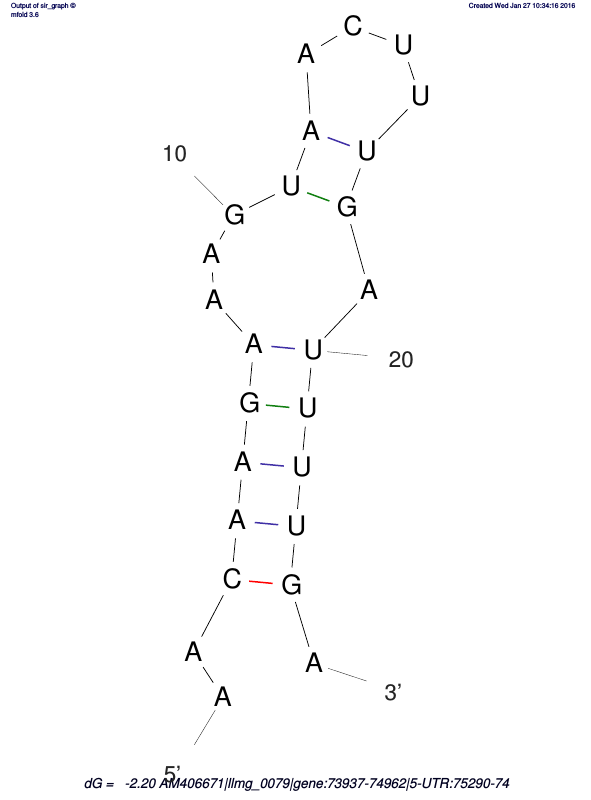 Output of sir_graph ©
mfold 3.6
Created Wed Jan 27 10:34:16 2016
C
A U
U
A U
10
U G
G
A
A A
A U
20
G U
A U
A U
C G
A A
3’
A
5’
dG = -2.20 AM406671|llmg_0079|gene:73937-74962|5-UTR:75290-74